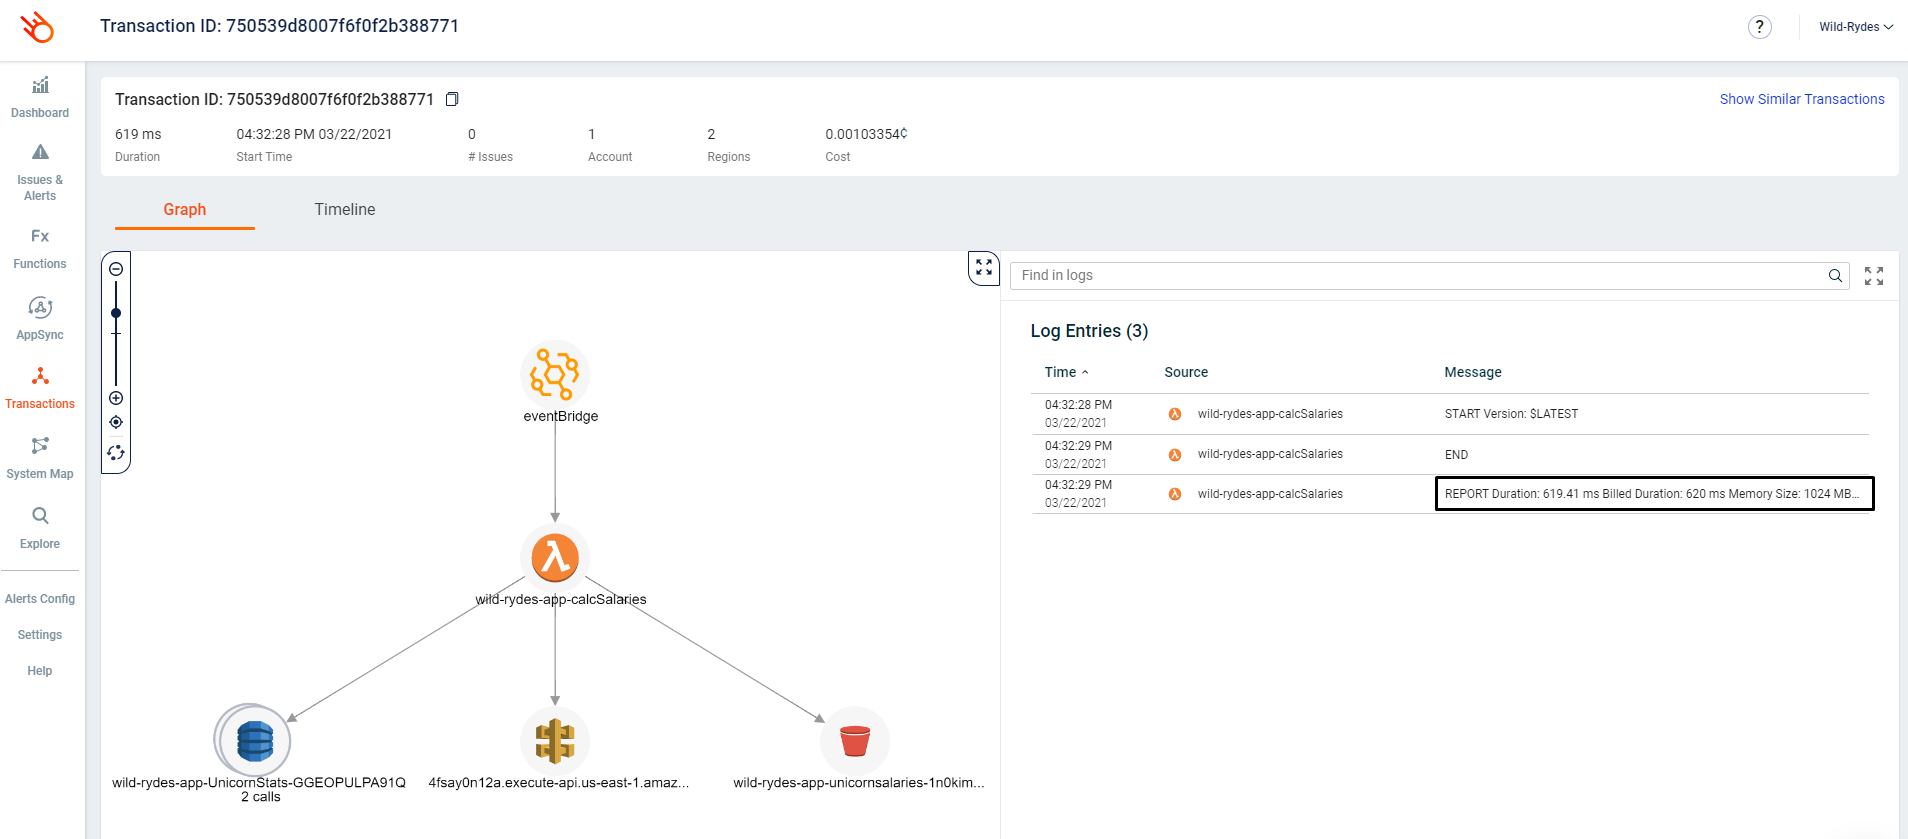 Transaction ID: 750539d8007f6f0f2b388771
?
Wild-Rydes
Dashboard
Issues &
Alerts
Fx
Functions
AppSync
Transactions
System Map
Explore
Alerts Config
Settings
Help
Transaction ID: 750539d8007f6f0f2b388771
Show Similar Transactions
619 ms
04:32:28 PM 03/22/2021
0
1
2
0.00103354¢
Duration
Start Time
# Issues
Account
Regions
Cost
Graph
Timeline
eventBridge
wild-rydes-app-calcSalaries
wild-rydes-app-UnicornStats-GGEOPULPA91Q
2 calls
4fsay0n12a.execute-api.us-east-1.amaz...
wild-rydes-app-unicornsalaries-1n0kim...
Find in logs
Log Entries (3)
Time
Source
Message
04:32:28 PM
03/22/2021
wild-rydes-app-calcSalaries
START Version: $LATEST
04:32:29 PM
03/22/2021
wild-rydes-app-calcSalaries
END
04:32:29 PM
03/22/2021
wild-rydes-app-calcSalaries
REPORT Duration: 619.41 ms Billed Duration: 620 ms Memory Size: 1024 MB...